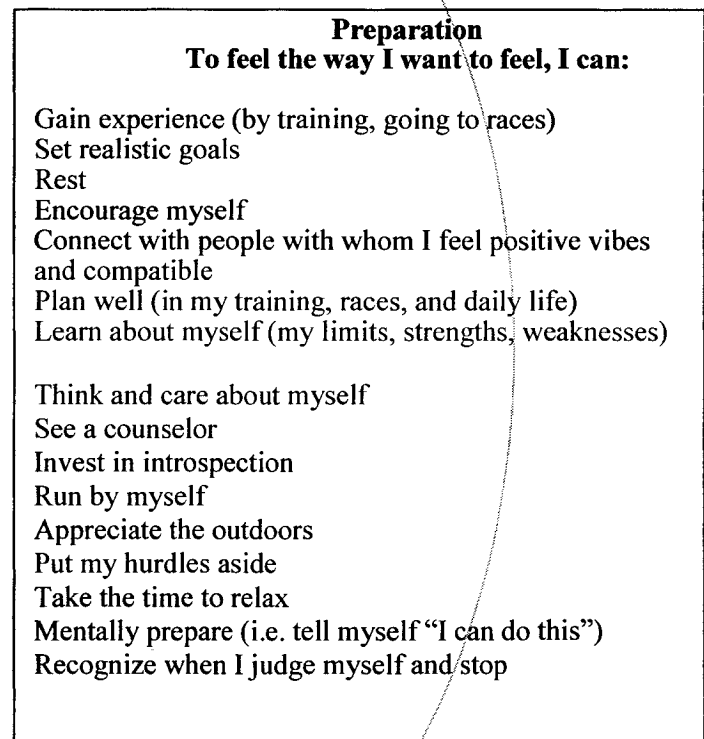 Preparation
To feel the way I want to feel, I can:
Gain experience (by training, going to races)
Set realistic goals
Rest
Encourage myself
Connect with people with whom I feel positive vibes
and compatible
Plan well (in my training, races, and daily life)
Learn about myself (my limits, strengths, weaknesses)
Think and care about myself
See a counselor
Invest in introspection
Run by myself
Appreciate the outdoors
Put my hurdles aside
Take the time to relax
Mentally prepare (i.e. tell myself “I can do this”)
Recognize when I judge myself and stop